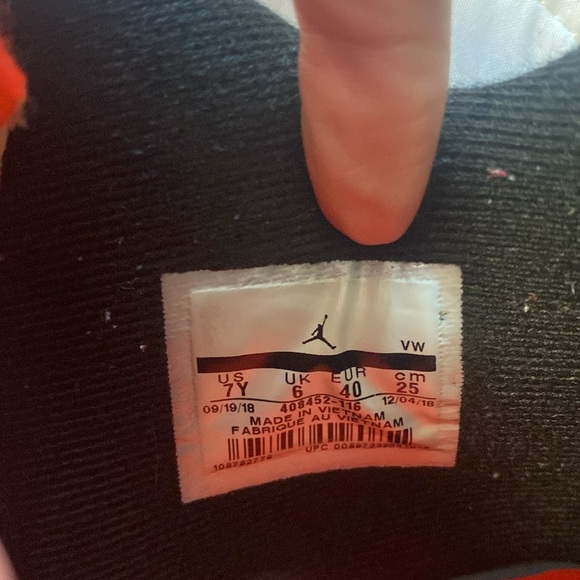 VW
US UK EUR cm
7Y 6 40 25
09/19/18 408452-116 12/04/18
MADE IN VIETNAM
FABRIQUE AU VIETNAM
UPC